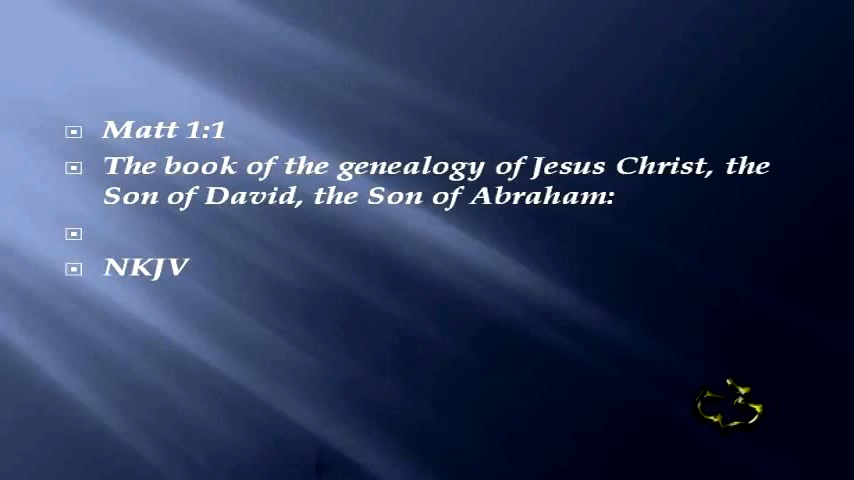 Matt 1:1
The book of the genealogy of Jesus Christ, the
Son of David, the Son of Abraham:
NKJV